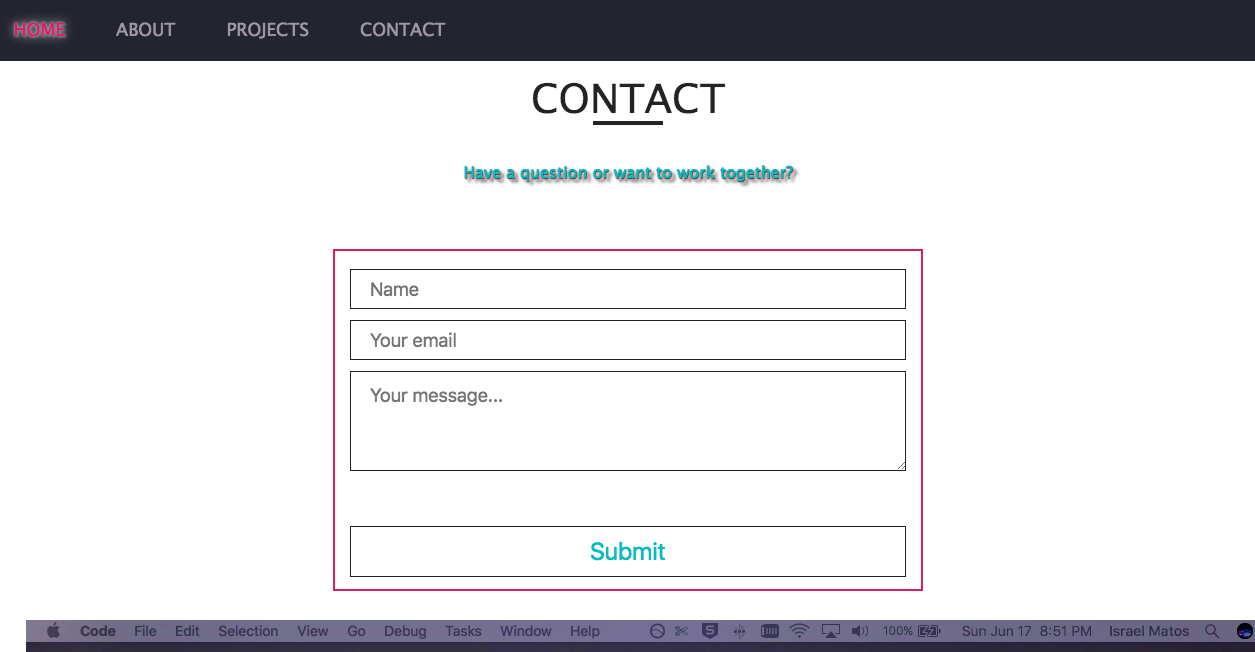 HOME ABOUT PROJECTS CONTACT
CONTACT
Have a question or want to work together?
Name
Your email
Your message...
Submit
Code File Edit Selection View Go Debug Tasks Window Help 100% Sun Jun 17 8:51 PM Israel Matos